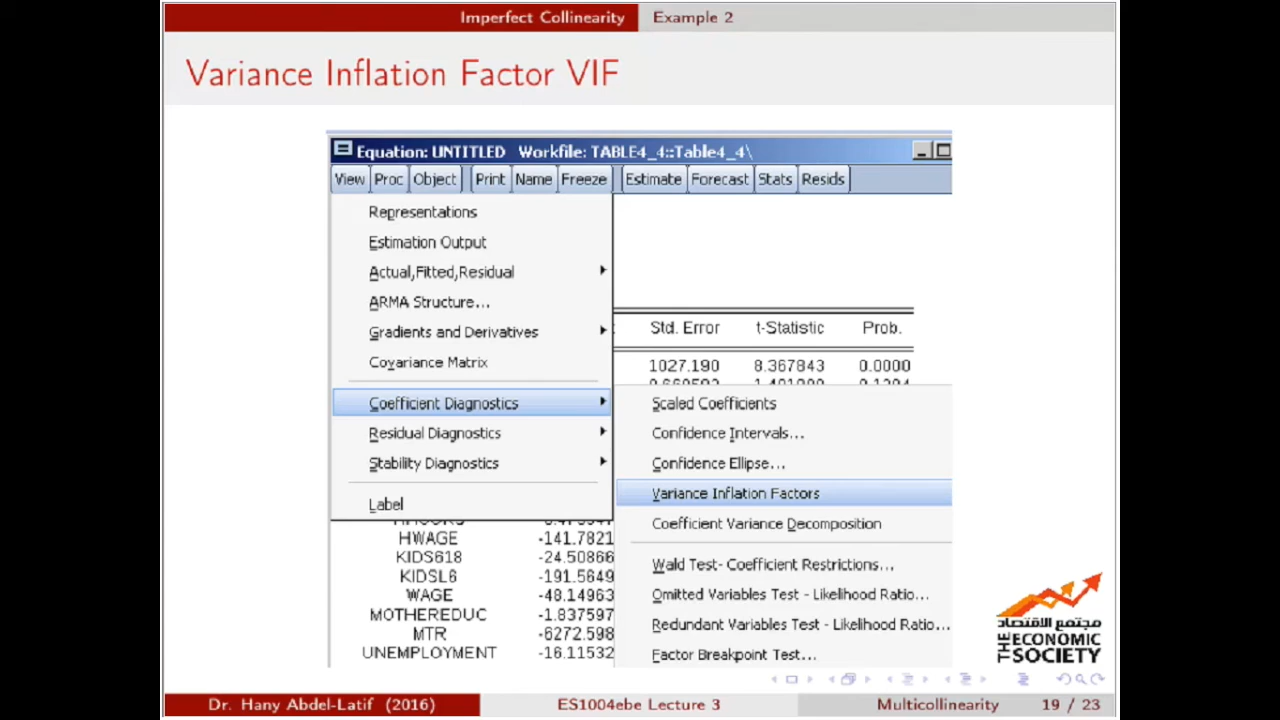 Imperfect Collinearity Example 2
Variance Inflation Factor VIF
Equation: UNTITLED Workfile: TABLE4_4::Table4_4\
View Proc Object Print Name Freeze Estimate Forecast Stats Resids
Representations
Estimation Output
Actual,Fitted,Residual
ARMA Structure...
Gradients and Derivatives
Covariance Matrix
Coefficient Diagnostics
Residual Diagnostics
Stability Diagnostics
Label
Std. Error t-Statistic Prob.
1027.190 8.367843 0.0000
Scaled Coefficients
Confidence Intervals...
Confidence Ellipse...
Variance Inflation Factors
Coefficient Variance Decomposition
Wald Test- Coefficient Restrictions...
Omitted Variables Test - Likelihood Ratio...
Redundant Variables Test - Likelihood Ratio...
Factor Breakpoint Test...
HWAGE -141.7821
KIDS618 -24.50866
KIDSL6 -191.5649
WAGE -48.14963
MOTHEREDUC -1.837597
MTR -6272.598
UNEMPLOYMENT -16.11532
مجتمع الاقتصاد
THE ECONOMIC
SOCIETY
Dr. Hany Abdel-Latif (2016) ES1004ebe Lecture 3 Multicollinearity 19 / 23